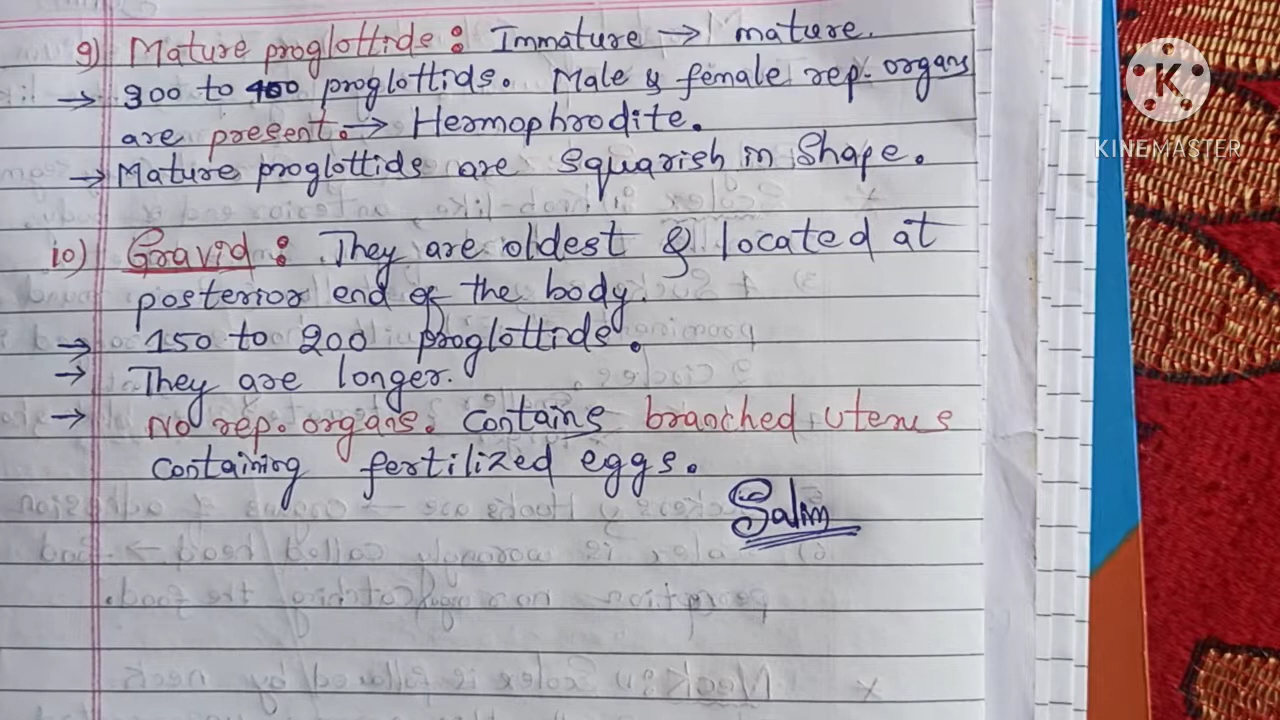 9) Mature proglottids : Immature → mature.
→ 300 to 400 proglottids. Male & female rep. organs
are present. → Hermophrodite.
→ Mature proglottids are Squarish in Shape.
10) Gravid : They are oldest & located at
posterior end of the body.
→ 150 to 200 proglottids.
→ They are longer.
→ No rep. organs. contains branched uterus
containing fertilized eggs.
Salim
K
KINEMASTER